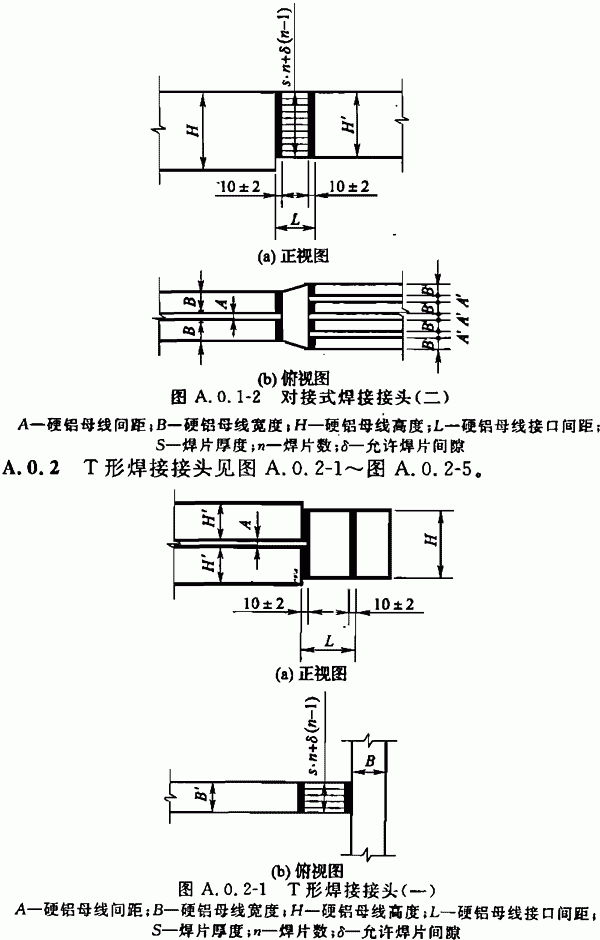 s·n+δ(n−1)
H
H′
10±2
10±2
L
(a) 正视图
B
A
B
B′
A′
B′
A′
B′
A′
B′
(b) 俯视图
图 A.0.1-2 对接式焊接接头(二)
A—硬铝母线间距;B—硬铝母线宽度;H—硬铝母线高度;L—硬铝母线接口间距;
S—焊片厚度;n—焊片数;δ—允许焊片间隙
A.0.2 T形焊接接头见图 A.0.2-1～图 A.0.2-5。
H′
A
H′
H
10±2
10±2
L
(a) 正视图
s·n+δ(n−1)
B
B′
(b) 俯视图
图 A.0.2-1 T形焊接接头(一)
A—硬铝母线间距;B—硬铝母线宽度;H—硬铝母线高度;L—硬铝母线接口间距;
S—焊片厚度;n—焊片数;δ—允许焊片间隙